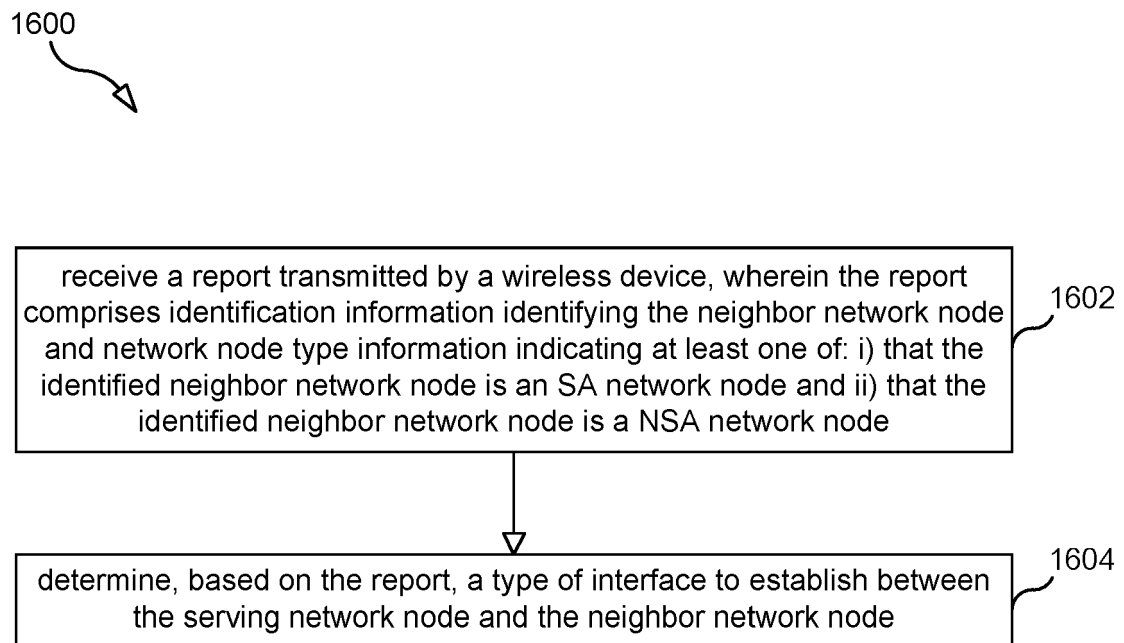 1600
receive a report transmitted by a wireless device, wherein the report
comprises identification information identifying the neighbor network node
and network node type information indicating at least one of: i) that the
identified neighbor network node is an SA network node and ii) that the
identified neighbor network node is a NSA network node
1602
determine, based on the report, a type of interface to establish between
the serving network node and the neighbor network node
1604